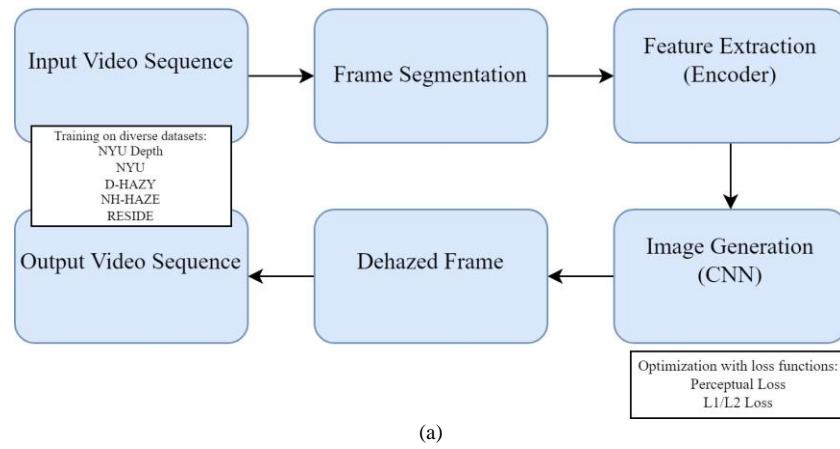 Input Video Sequence
Frame Segmentation
Feature Extraction
(Encoder)
Training on diverse datasets:
NYU Depth
NYU
D-HAZY
NH-HAZE
RESIDE
Output Video Sequence
Dehazed Frame
Image Generation
(CNN)
Optimization with loss functions:
Perceptual Loss
L1/L2 Loss
(a)